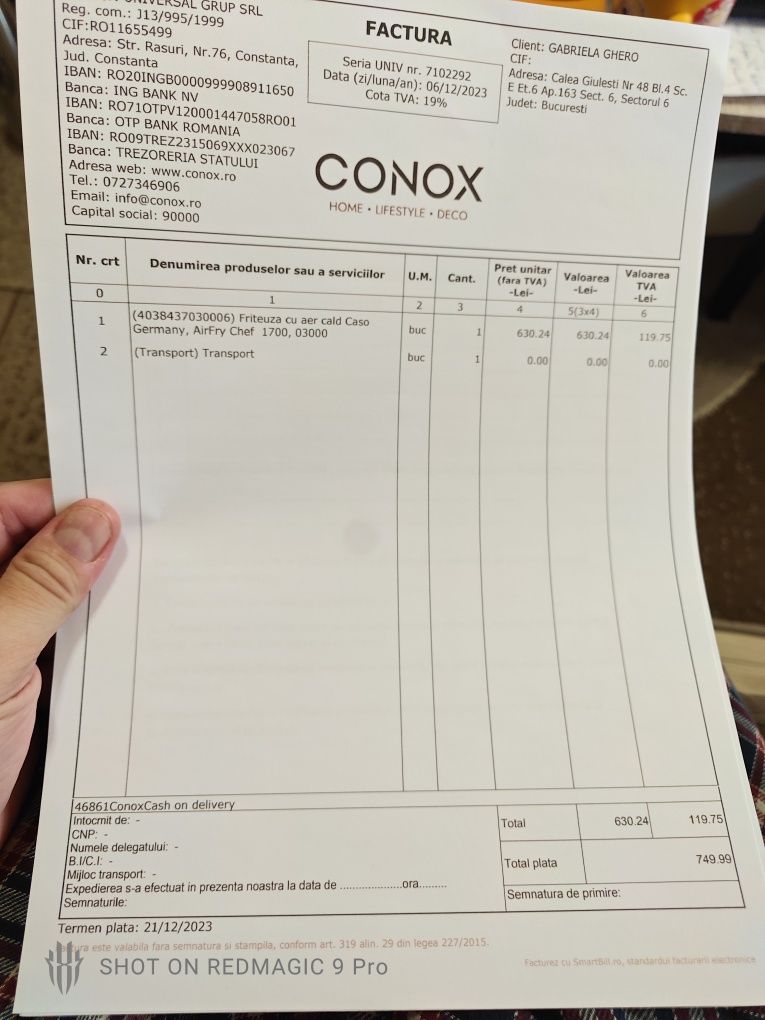 UNIVERSAL GRUP SRL
Reg. com.: J13/995/1999
CIF:RO11655499
Adresa: Str. Rasuri, Nr.76, Constanta,
Jud. Constanta
IBAN: RO20INGB0000999908911650
Banca: ING BANK NV
IBAN: RO71OTPV120001447058RO01
Banca: OTP BANK ROMANIA
IBAN: RO09TREZ2315069XXX023067
Banca: TREZORERIA STATULUI
Adresa web: www.conox.ro
Tel.: 0727346906
Email: info@conox.ro
Capital social: 90000
FACTURA
Seria UNIV nr. 7102292
Data (zi/luna/an): 06/12/2023
Cota TVA: 19%
Client: GABRIELA GHERO
CIF:
Adresa: Calea Giulesti Nr 48 Bl.4 Sc.
E Et.6 Ap.163 Sect. 6, Sectorul 6
Judet: Bucuresti
CONOX
HOME • LIFESTYLE • DECO
Nr. crt Denumirea produselor sau a serviciilor U.M. Cant. Pret unitar (fara TVA) -Lei- Valoarea -Lei- Valoarea TVA -Lei-
0 1 2 3 4 5(3x4) 6
1 (4038437030006) Friteuza cu aer cald Caso buc 1 630.24 630.24 119.75
Germany, AirFry Chef 1700, 03000
2 (Transport) Transport buc 1 0.00 0.00 0.00
46861ConoxCash on delivery
Intocmit de: -
CNP: -
Numele delegatului: -
B.I/C.I: -
Mijloc transport: -
Expedierea s-a efectuat in prezenta noastra la data de .....................ora.........
Semnaturile:
Total 630.24 119.75
Total plata 749.99
Semnatura de primire:
Termen plata: 21/12/2023
este valabila fara semnatura si stampila, conform art. 319 alin. 29 din legea 227/2015.
Facturez cu SmartBill.ro, standardul facturarii electronice
SHOT ON REDMAGIC 9 Pro